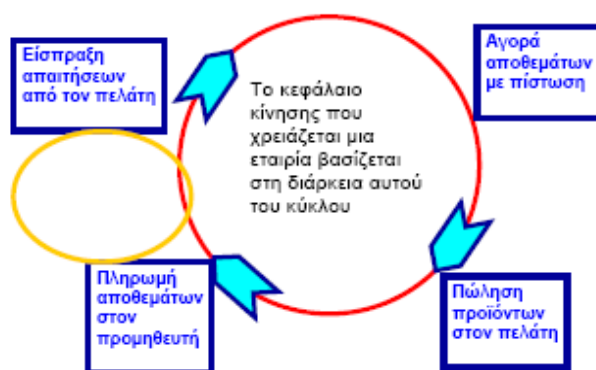 Είσπραξη
απαιτήσεων
από τον πελάτη
Αγορά
αποθεμάτων
με πίστωση
Το κεφάλαιο
κίνησης που
χρειάζεται μια
εταιρία βασίζεται
στη διάρκεια αυτού
του κύκλου
Πληρωμή
αποθεμάτων
στον
προμηθευτή
Πώληση
προϊόντων
στον πελάτη